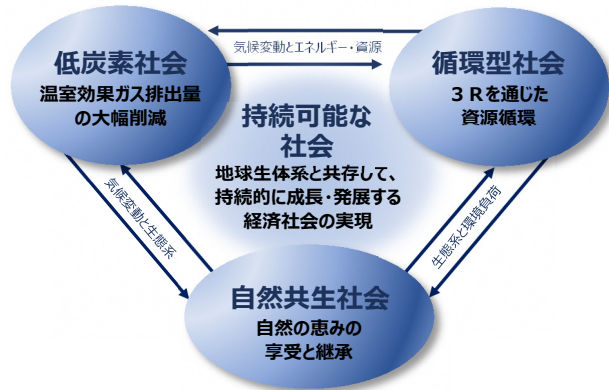 気候変動とエネルギー・資源
低炭素社会
温室効果ガス排出量
の大幅削減
循環型社会
３Ｒを通じた
資源循環
持続可能な
社会
地球生体系と共存して、
持続的に成長・発展する
経済社会の実現
気候変動と生態系
生態系と環境負荷
自然共生社会
自然の恵みの
享受と継承